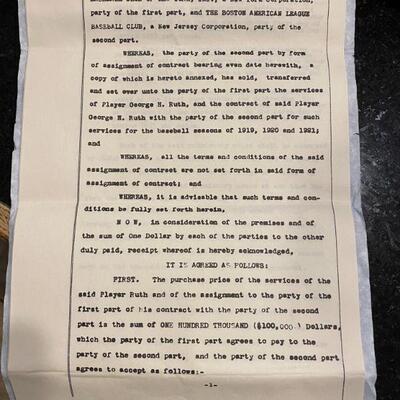 party of the first part, and THE BOSTON AMERICAN LEAGUE
BASEBALL CLUB, a New Jersey Corporation, party of the
second part.
WHEREAS, the party of the second part by form
of assignment of contract bearing even date herewith, a
copy of which is hereto annexed, has sold, transferred
and set over unto the party of the first part the services
of Player George H. Ruth, and the contract of said Player
George H. Ruth with the party of the second part for such
services for the baseball seasons of 1919, 1920 and 1921;
and
WHEREAS, all the terms and conditions of the said
assignment of contract are not set forth in said form of
assignment of contract; and
WHEREAS, it is advisable that such terms and con-
ditions be fully set forth herein,
N O W, in consideration of the premises and of
the sum of One Dollar by each of the parties to the other
duly paid, receipt whereof is hereby acknowledged,
IT IS AGREED AS FOLLOWS:
FIRST. The purchase price of the services of the
said Player Ruth and of the assignment to the party of the
first part of his contract with the party of the second
part is the sum of ONE HUNDRED THOUSAND ($100,000.) Dollars,
which the party of the first part agrees to pay to the
party of the second part, and the party of the second part
agrees to accept as follows:-
-1-